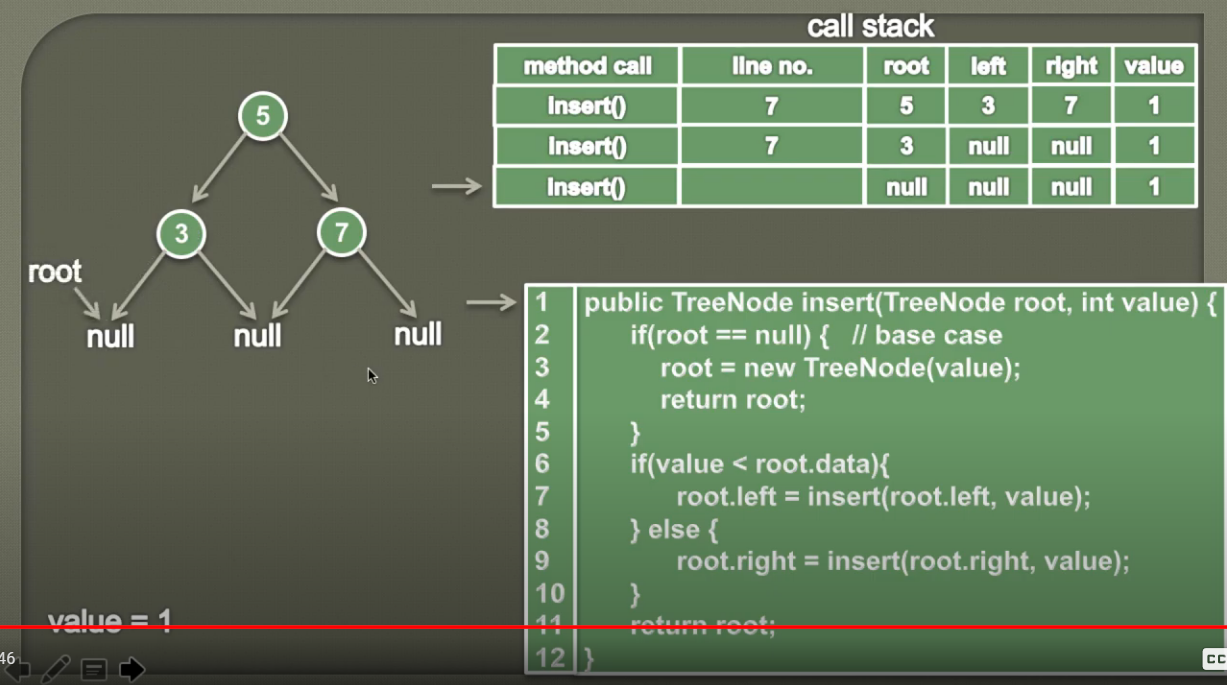 call stack
method call line no. root left right value
insert() 7 5 3 7 1
insert() 7 3 null null 1
insert() null null null 1
5
3 7
root
null null null
1 public TreeNode insert(TreeNode root, int value) {
2 if(root == null) { // base case
3 root = new TreeNode(value);
4 return root;
5 }
6 if(value < root.data){
7 root.left = insert(root.left, value);
8 } else {
9 root.right = insert(root.right, value);
10 }
11 return root;
12 }
value = 1
46
CC